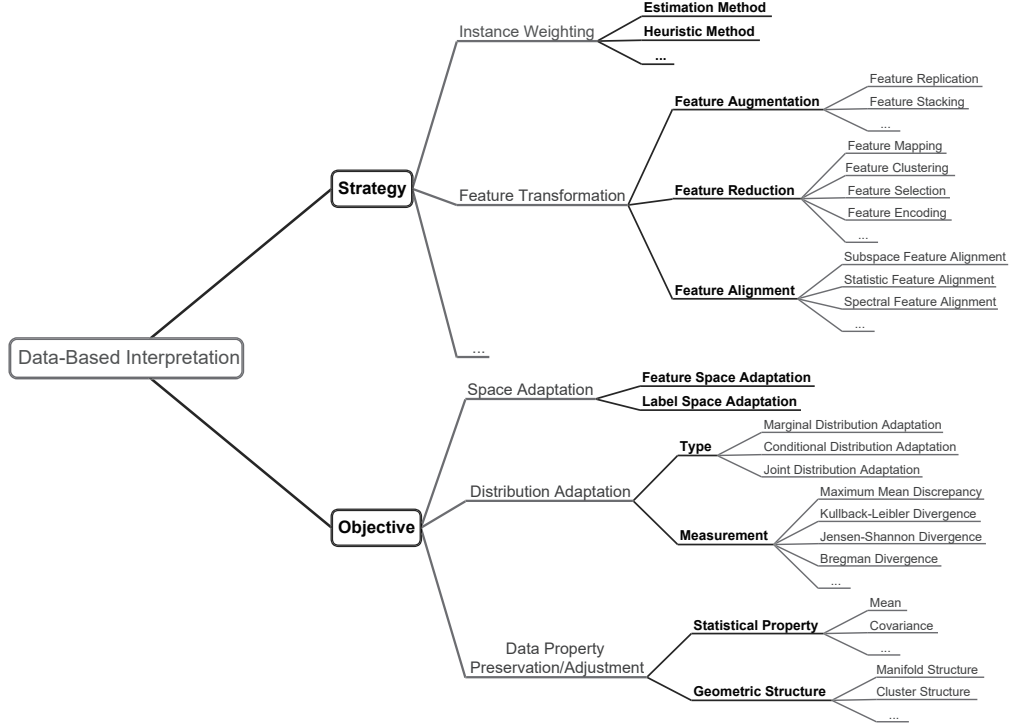 Data-Based Interpretation
Strategy
Instance Weighting
Estimation Method
Heuristic Method
...
Feature Transformation
Feature Augmentation
Feature Replication
Feature Stacking
...
Feature Reduction
Feature Mapping
Feature Clustering
Feature Selection
Feature Encoding
...
Feature Alignment
Subspace Feature Alignment
Statistic Feature Alignment
Spectral Feature Alignment
...
...
Objective
Space Adaptation
Feature Space Adaptation
Label Space Adaptation
Distribution Adaptation
Type
Marginal Distribution Adaptation
Conditional Distribution Adaptation
Joint Distribution Adaptation
Measurement
Maximum Mean Discrepancy
Kullback-Leibler Divergence
Jensen-Shannon Divergence
Bregman Divergence
...
Data Property
Preservation/Adjustment
Statistical Property
Mean
Covariance
...
Geometric Structure
Manifold Structure
Cluster Structure
...